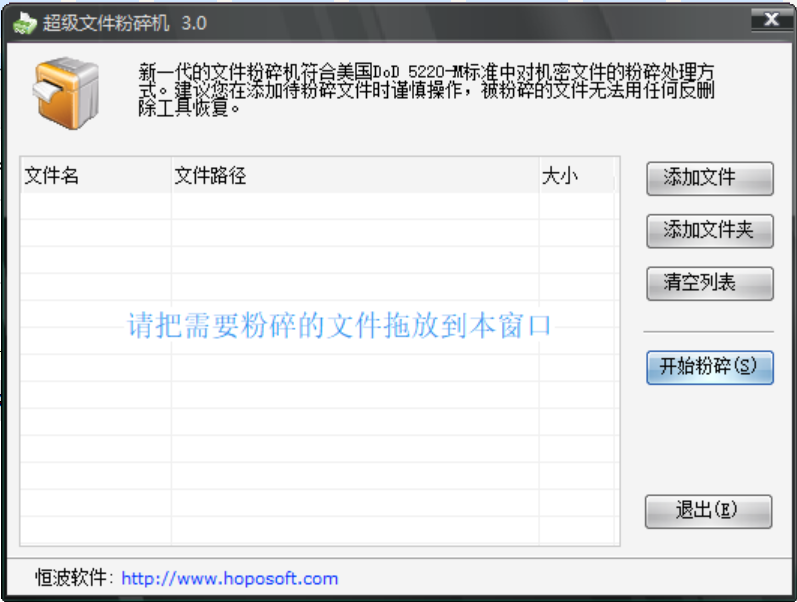 超级文件粉碎机 3.0
X
新一代的文件粉碎机符合美国DoD 5220-M标准中对机密文件的粉碎处理方
式。建议您在添加待粉碎文件时谨慎操作，被粉碎的文件无法用任何反删
除工具恢复。
文件名 文件路径 大小
添加文件
添加文件夹
清空列表
请把需要粉碎的文件拖放到本窗口
开始粉碎(S)
退出(E)
恒波软件: http://www.hoposoft.com